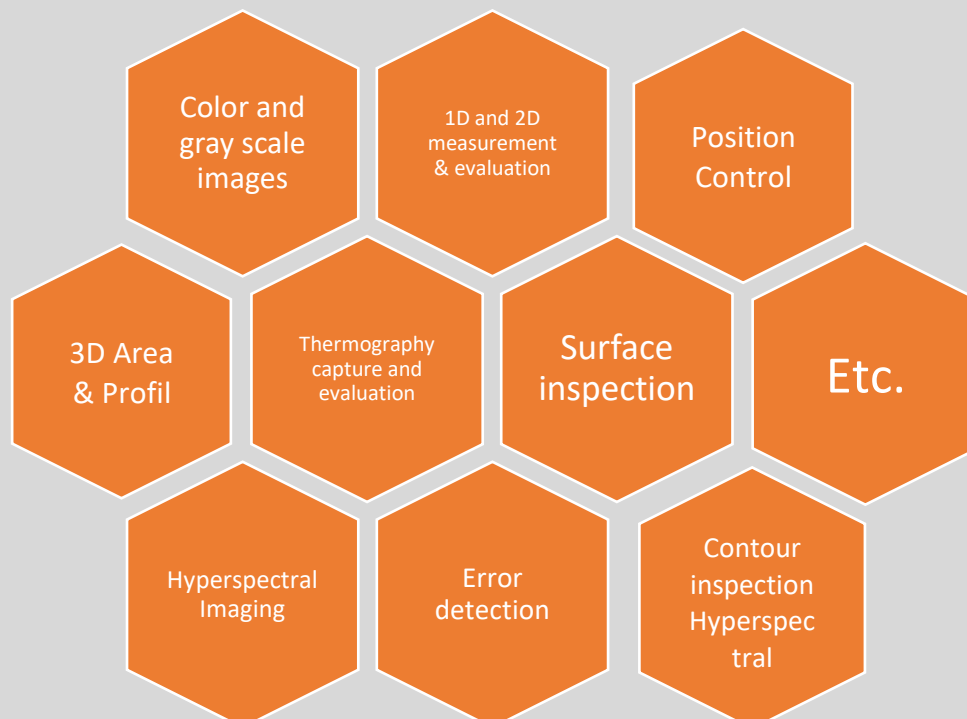 Color and
gray scale
images
1D and 2D
measurement
& evaluation
Position
Control
3D Area
& Profil
Thermography
capture and
evaluation
Surface
inspection
Etc.
Hyperspectral
Imaging
Error
detection
Contour
inspection
Hyperspec
tral